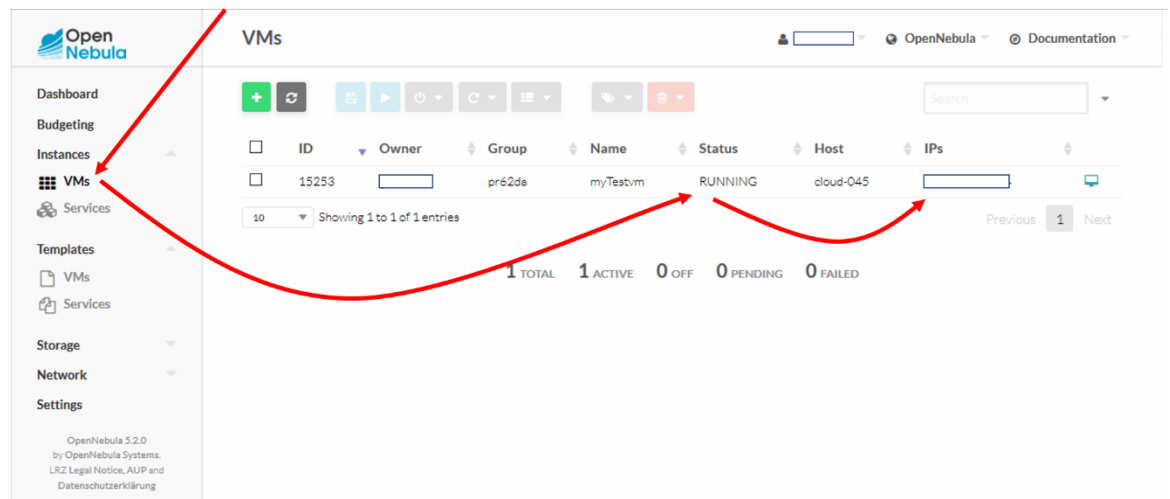 Open
Nebula
VMs
OpenNebula
Documentation
Dashboard
Budgeting
Instances
VMs
Services
Templates
VMs
Services
Storage
Network
Settings
OpenNebula 5.2.0
by OpenNebula Systems.
LRZ Legal Notice, AUP and
Datenschutzerklärung
Search
ID Owner Group Name Status Host IPs
15253 pr62da myTestvm RUNNING cloud-045
10 Showing 1 to 1 of 1 entries
Previous 1 Next
1 TOTAL 1 ACTIVE 0 OFF 0 PENDING 0 FAILED